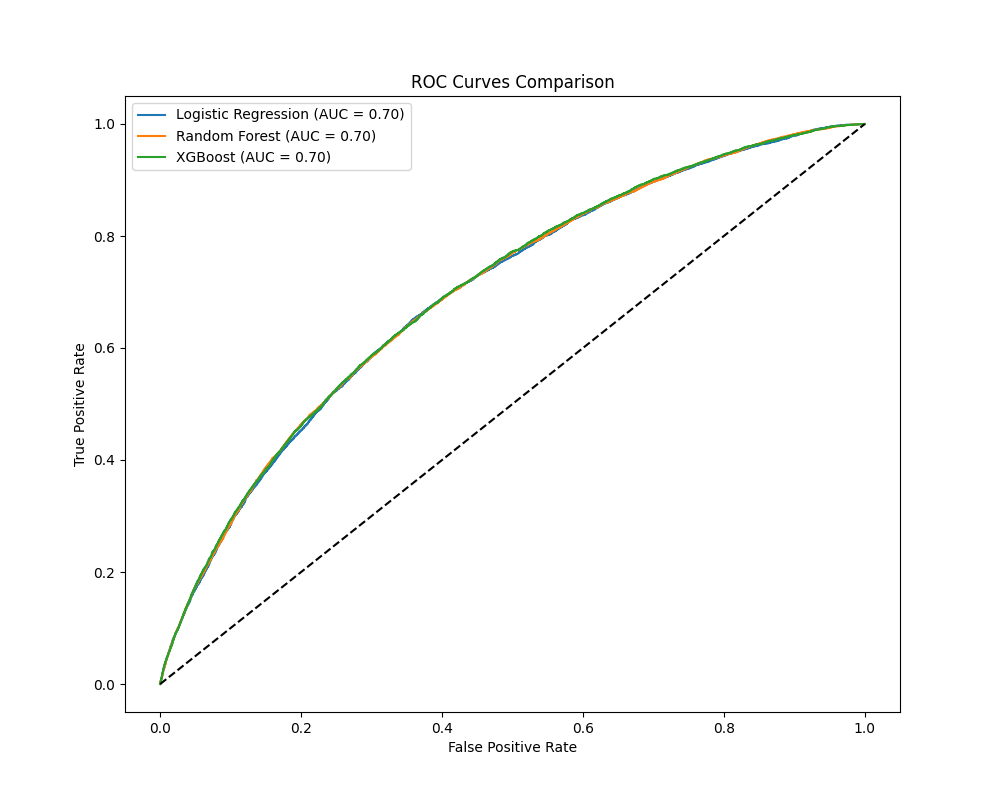 ROC Curves Comparison
Logistic Regression (AUC = 0.70)
Random Forest (AUC = 0.70)
XGBoost (AUC = 0.70)
True Positive Rate
1.0
0.8
0.6
0.4
0.2
0.0
0.0 0.2 0.4 0.6 0.8 1.0
False Positive Rate